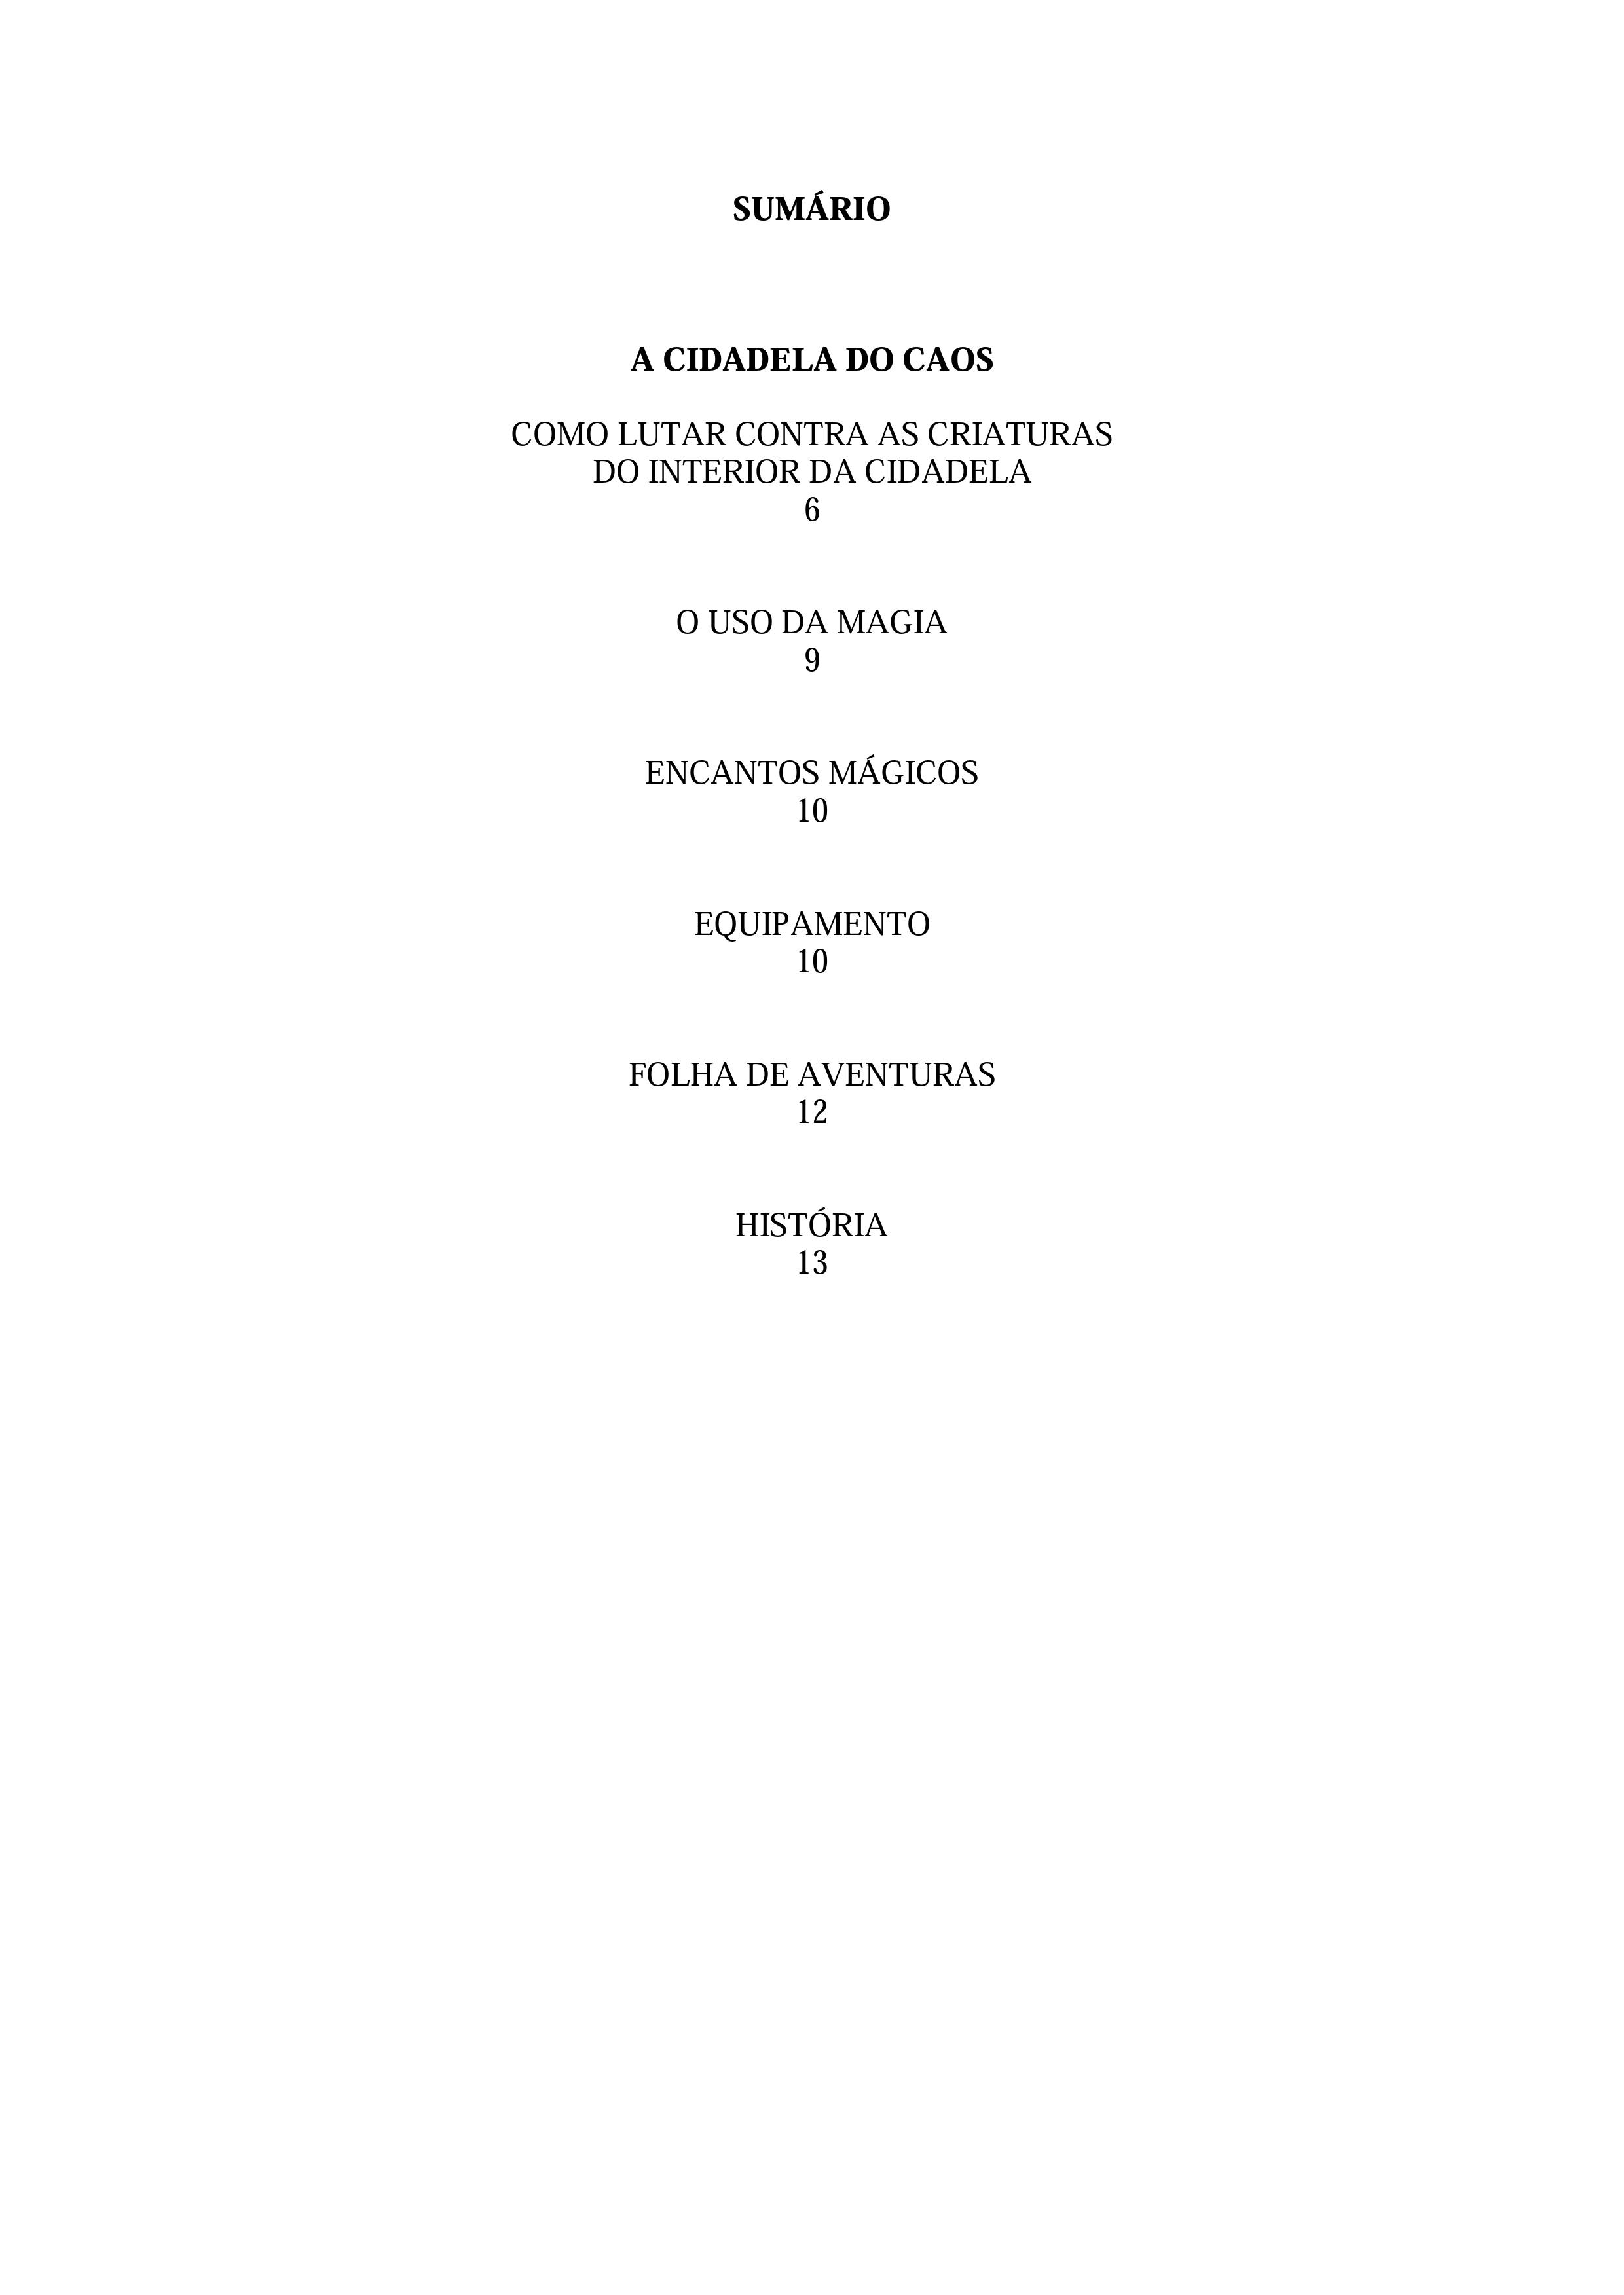 SUMÁRIO
A CIDADELA DO CAOS
COMO LUTAR CONTRA AS CRIATURAS
DO INTERIOR DA CIDADELA
6
O USO DA MAGIA
9
ENCANTOS MÁGICOS
10
EQUIPAMENTO
10
FOLHA DE AVENTURAS
12
HISTÓRIA
13